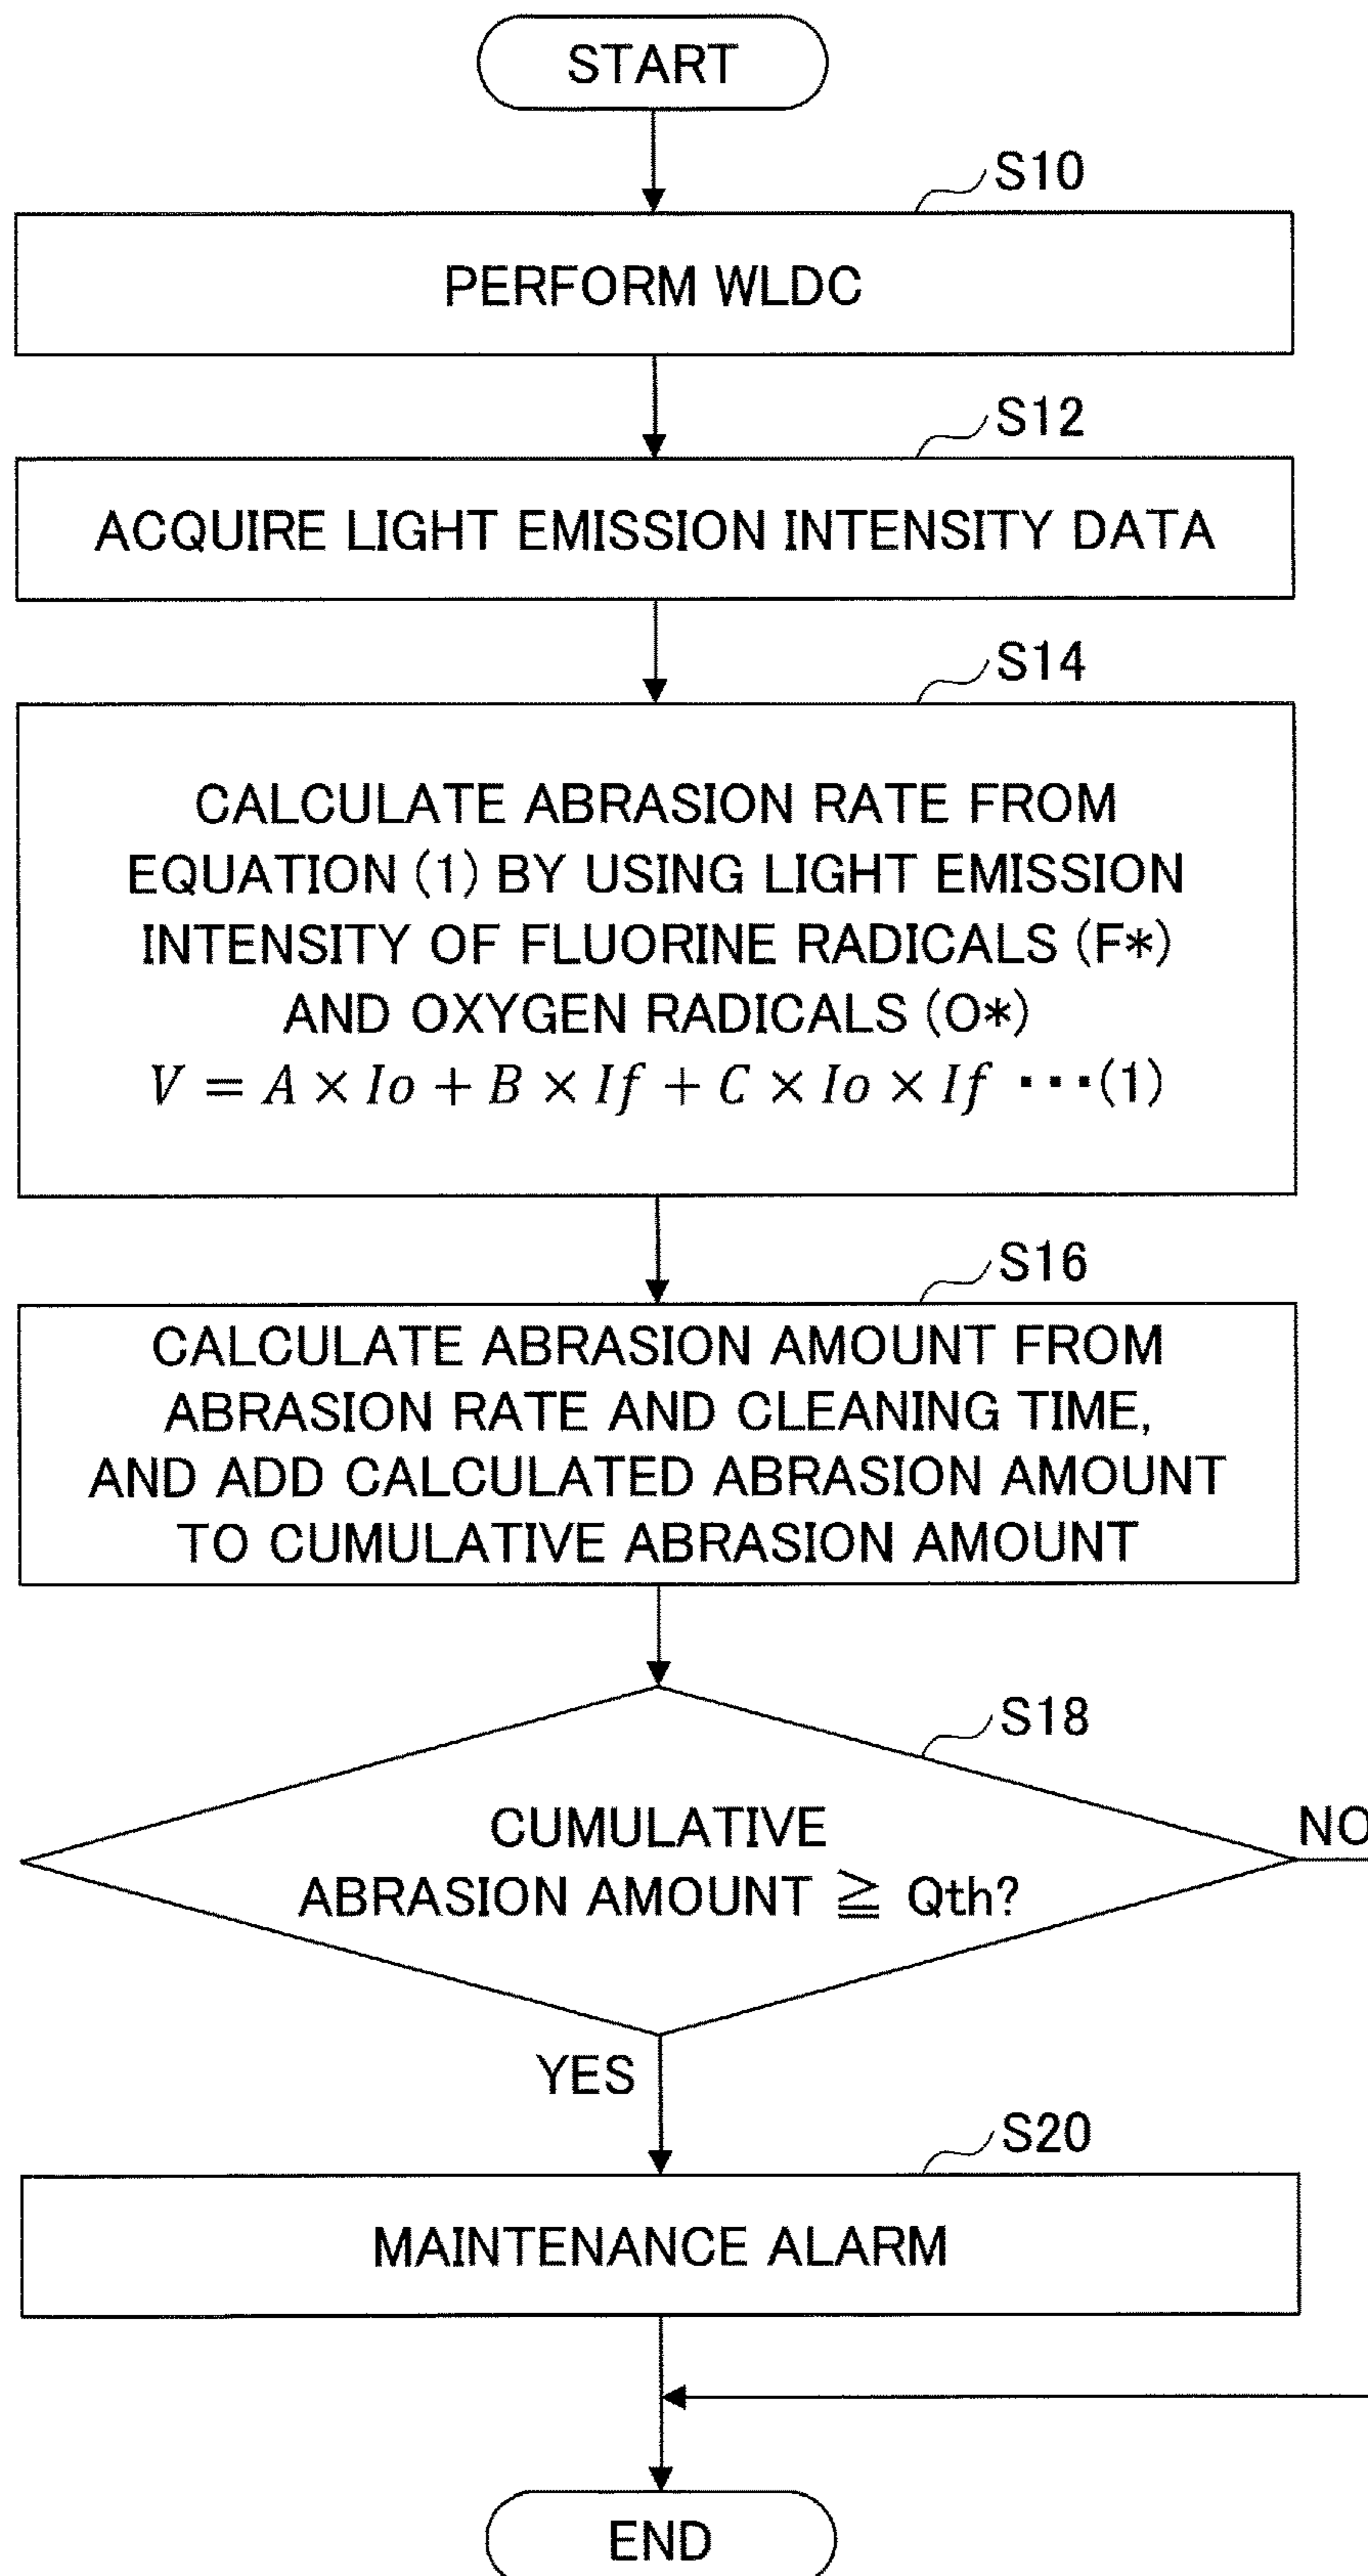 START
S10
PERFORM WLDC
S12
ACQUIRE LIGHT EMISSION INTENSITY DATA
S14
CALCULATE ABRASION RATE FROM
EQUATION (1) BY USING LIGHT EMISSION
INTENSITY OF FLUORINE RADICALS (F*)
AND OXYGEN RADICALS (O*)
V = A × Io + B × If + C × Io × If ･･･(1)
S16
CALCULATE ABRASION AMOUNT FROM
ABRASION RATE AND CLEANING TIME,
AND ADD CALCULATED ABRASION AMOUNT
TO CUMULATIVE ABRASION AMOUNT
S18
CUMULATIVE
ABRASION AMOUNT ≧ Qth?
NO
YES
S20
MAINTENANCE ALARM
END